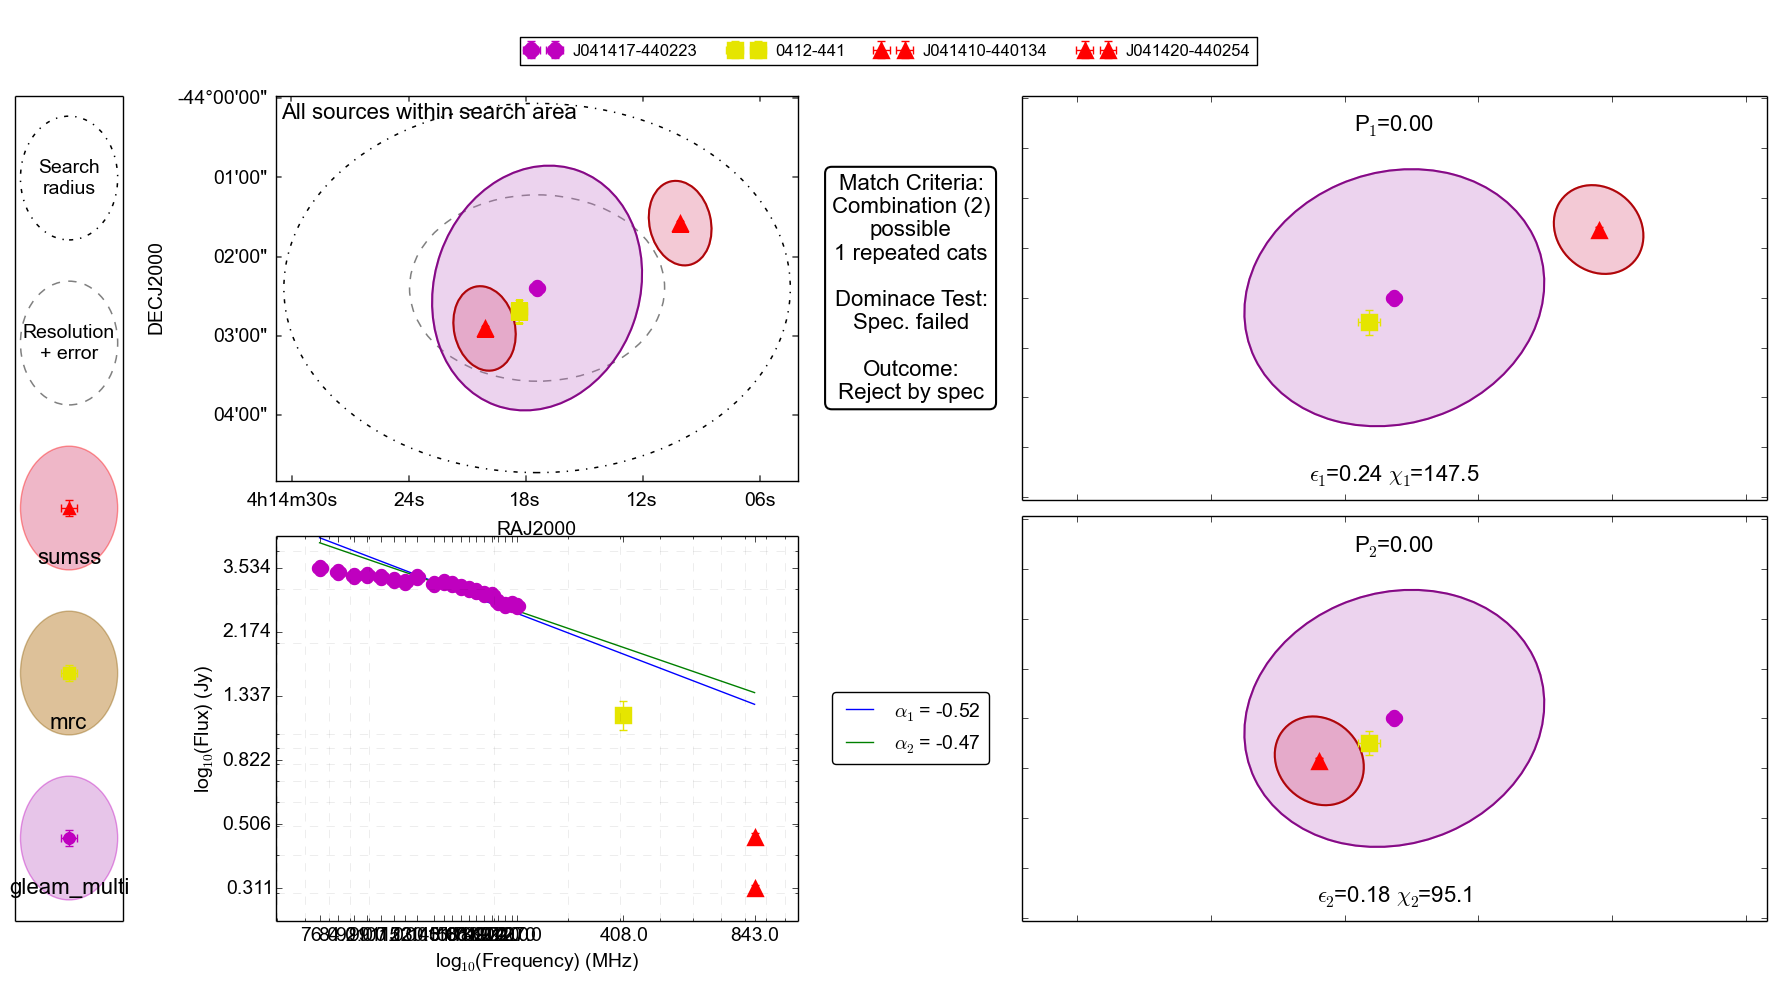 J041417-440223 0412-441 J041410-440134 J041420-440254
Search
radius
Resolution
+ error
sumss
mrc
gleam_multi
All sources within search area
-44°00'00"
01'00"
02'00"
03'00"
04'00"
DECJ2000
4h14m30s 24s 18s 12s 06s
RAJ2000
Match Criteria:
Combination (2)
possible
1 repeated cats
Dominace Test:
Spec. failed
Outcome:
Reject by spec
P1=0.00
ϵ1=0.24 χ1=147.5
3.534
2.174
1.337
0.822
0.506
0.311
log10(Flux) (Jy)
408.0 843.0
log10(Frequency) (MHz)
α1 = -0.52
α2 = -0.47
P2=0.00
ϵ2=0.18 χ2=95.1